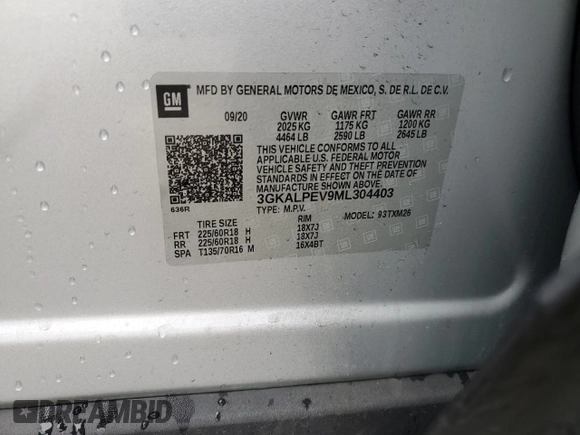 GM
MFD BY GENERAL MOTORS DE MEXICO, S. DE R.L. DE C.V.
09/20 GVWR GAWR FRT GAWR RR
2025 KG 1175 KG 1200 KG
4464 LB 2590 LB 2645 LB
THIS VEHICLE CONFORMS TO ALL
APPLICABLE U.S. FEDERAL MOTOR
VEHICLE SAFETY AND THEFT PREVENTION
STANDARDS IN EFFECT ON THE DATE OF
MANUFACTURE SHOWN ABOVE.
3GKALPEV9ML304403
636R
TYPE: M.P.V. MODEL: 93TXM26
TIRE SIZE RIM
FRT 225/60R18 H 18X7J
RR 225/60R18 H 18X7J
SPA T135/70R16 M 16X4BT
DREAMBID